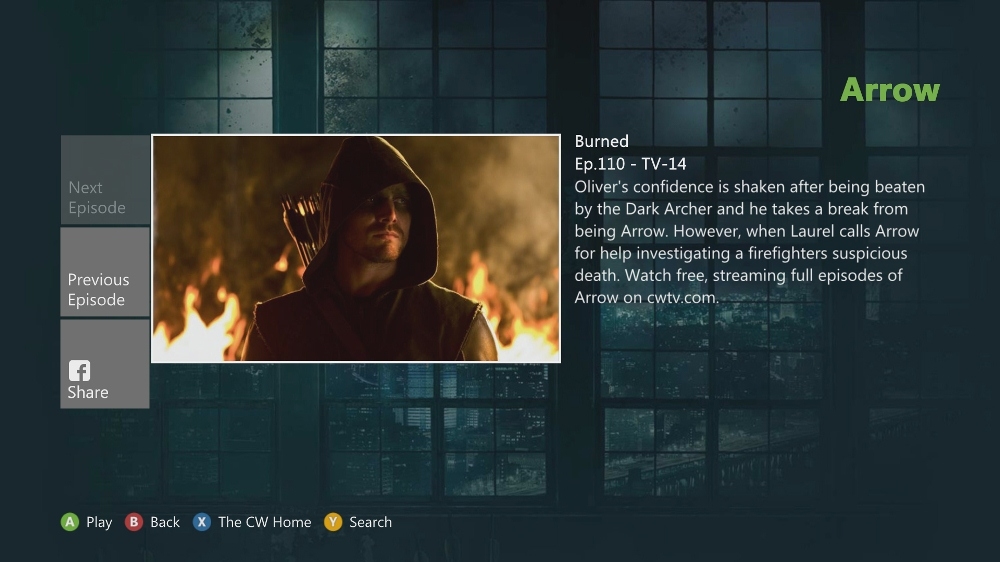 Arrow
Next
Episode
Previous
Episode
Share
Burned
Ep.110 - TV-14
Oliver's confidence is shaken after being beaten
by the Dark Archer and he takes a break from
being Arrow. However, when Laurel calls Arrow
for help investigating a firefighters suspicious
death. Watch free, streaming full episodes of
Arrow on cwtv.com.
A Play B Back X The CW Home Y Search